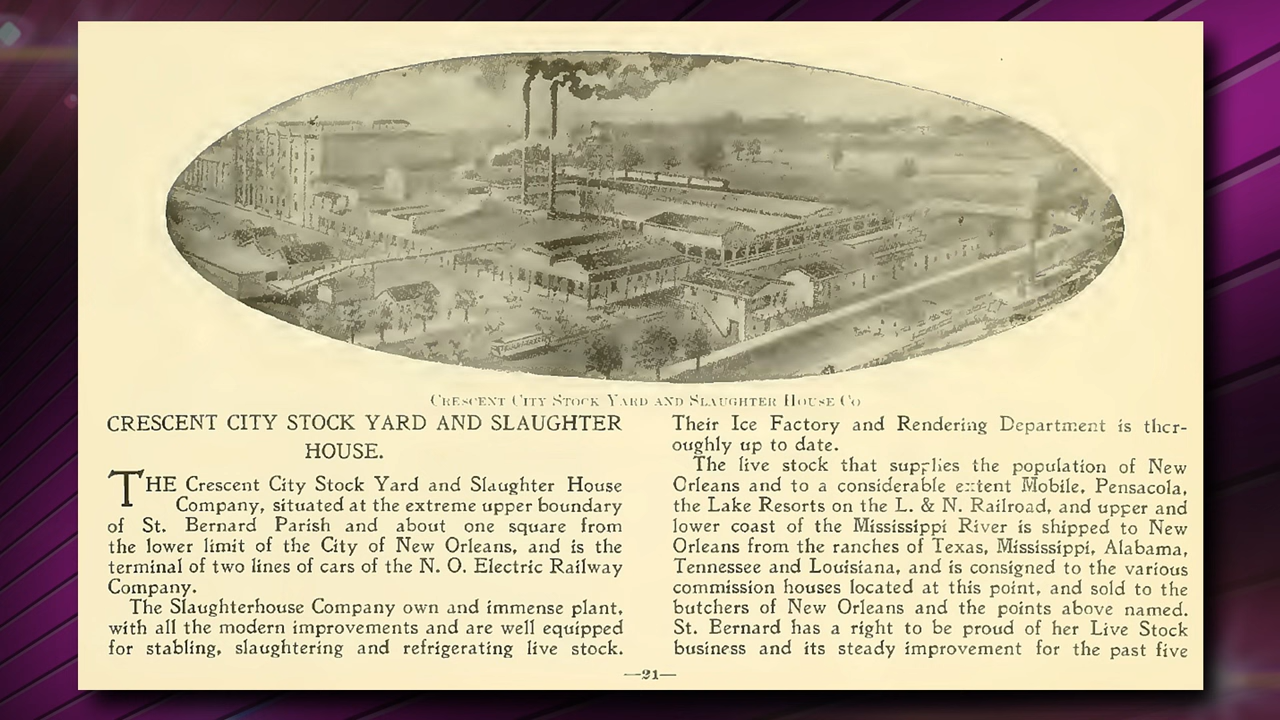 CRESCENT CITY STOCK YARD AND SLAUGHTER HOUSE CO
CRESCENT CITY STOCK YARD AND SLAUGHTER
HOUSE.
THE Crescent City Stock Yard and Slaughter House
Company, situated at the extreme upper boundary
of St. Bernard Parish and about one square from
the lower limit of the City of New Orleans, and is the
terminal of two lines of cars of the N. O. Electric Railway
Company.
The Slaughterhouse Company own and immense plant,
with all the modern improvements and are well equipped
for stabling, slaughtering and refrigerating live stock.
Their Ice Factory and Rendering Department is thor-
oughly up to date.
The live stock that supplies the population of New
Orleans and to a considerable extent Mobile, Pensacola,
the Lake Resorts on the L. & N. Railroad, and upper and
lower coast of the Mississippi River is shipped to New
Orleans from the ranches of Texas, Mississippi, Alabama,
Tennessee and Louisiana, and is consigned to the various
commission houses located at this point, and sold to the
butchers of New Orleans and the points above named.
St. Bernard has a right to be proud of her Live Stock
business and its steady improvement for the past five
—21—